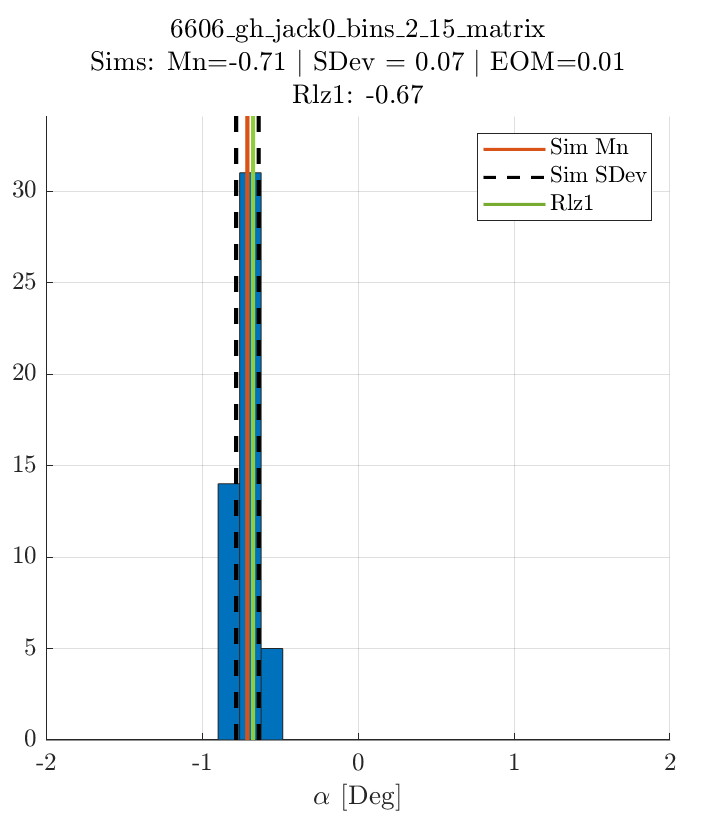 6606_gh_jack0_bins_2_15_matrix
Sims: Mn=-0.71 | SDev = 0.07 | EOM=0.01
Rlz1: -0.67
Sim Mn
Sim SDev
Rlz1
30
25
20
15
10
5
0
-2 -1 0 1 2
α [Deg]